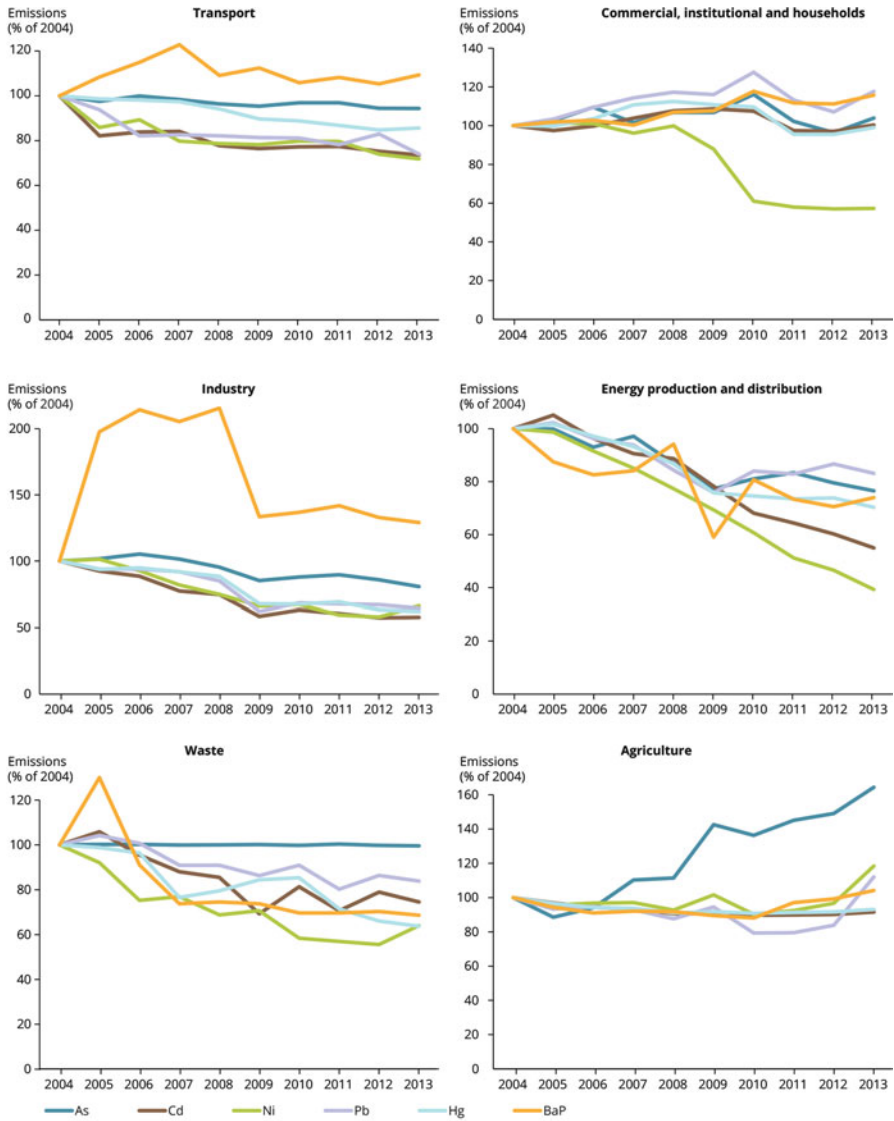 Emissions
(% of 2004)
Transport
120
100
80
60
40
20
0
2004 2005 2006 2007 2008 2009 2010 2011 2012 2013
Emissions
(% of 2004)
Commercial, institutional and households
140
120
100
80
60
40
20
0
2004 2005 2006 2007 2008 2009 2010 2011 2012 2013
Emissions
(% of 2004)
Industry
200
150
100
50
0
2004 2005 2006 2007 2008 2009 2010 2011 2012 2013
Emissions
(% of 2004)
Energy production and distribution
100
80
60
40
20
0
2004 2005 2006 2007 2008 2009 2010 2011 2012 2013
Emissions
(% of 2004)
Waste
120
100
80
60
40
20
0
2004 2005 2006 2007 2008 2009 2010 2011 2012 2013
Emissions
(% of 2004)
Agriculture
160
140
120
100
80
60
40
20
0
2004 2005 2006 2007 2008 2009 2010 2011 2012 2013
As Cd Ni Pb Hg BaP